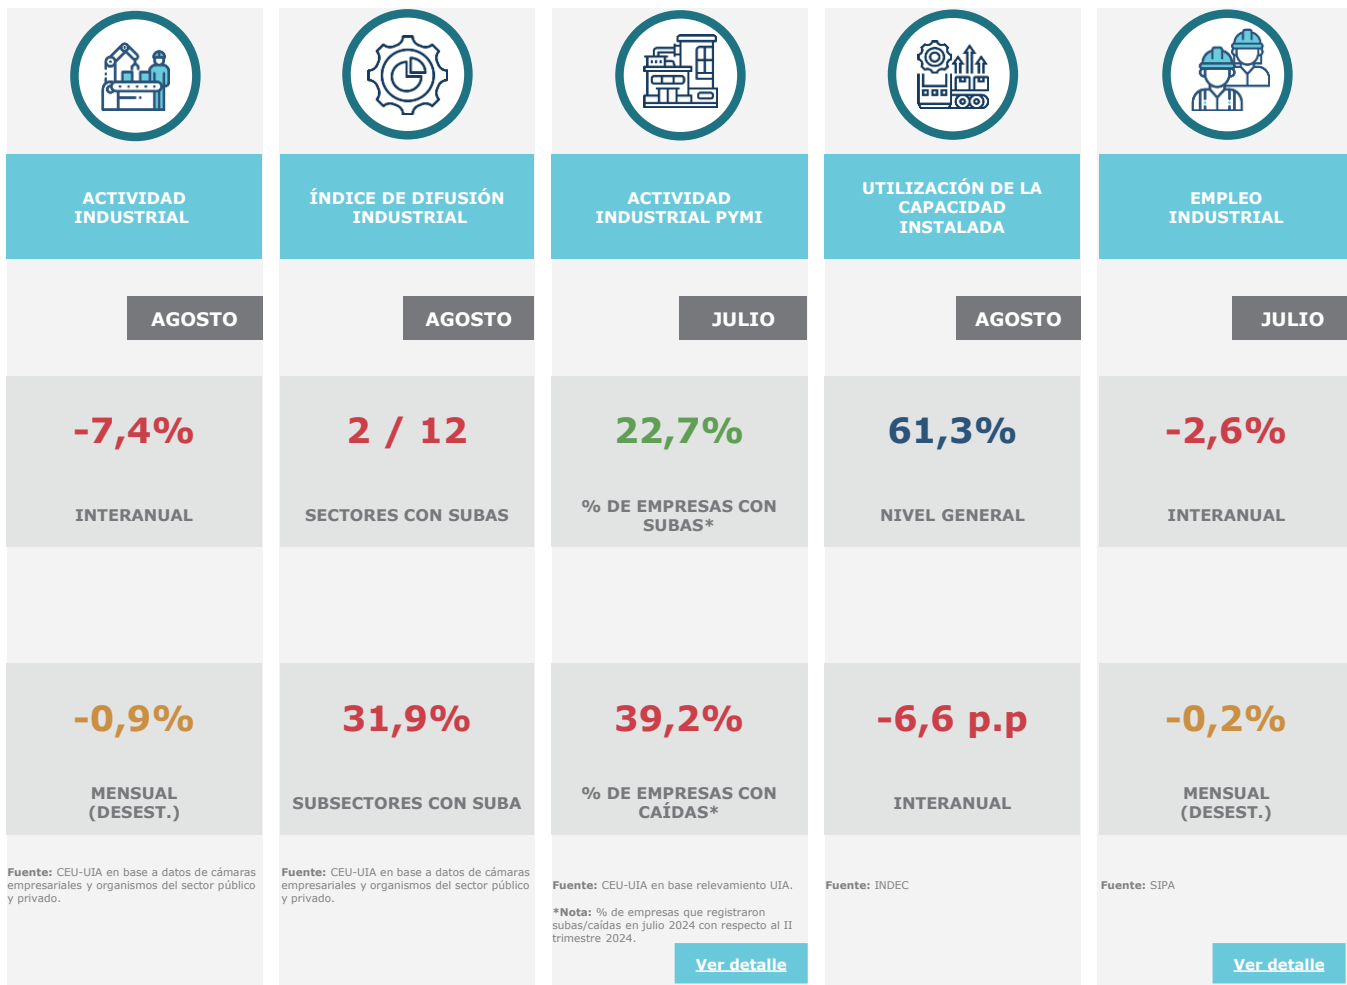 ACTIVIDAD
INDUSTRIAL
AGOSTO
-7,4%
INTERANUAL
-0,9%
MENSUAL
(DESEST.)
Fuente: CEU-UIA en base a datos de cámaras
empresariales y organismos del sector público
y privado.
ÍNDICE DE DIFUSIÓN
INDUSTRIAL
AGOSTO
2 / 12
SECTORES CON SUBAS
31,9%
SUBSECTORES CON SUBA
Fuente: CEU-UIA en base a datos de cámaras
empresariales y organismos del sector público
y privado.
ACTIVIDAD
INDUSTRIAL PYMI
JULIO
22,7%
% DE EMPRESAS CON
SUBAS*
39,2%
% DE EMPRESAS CON
CAÍDAS*
Fuente: CEU-UIA en base relevamiento UIA.
*Nota: % de empresas que registraron
subas/caídas en julio 2024 con respecto al II
trimestre 2024.
Ver detalle
UTILIZACIÓN DE LA
CAPACIDAD
INSTALADA
AGOSTO
61,3%
NIVEL GENERAL
-6,6 p.p
INTERANUAL
Fuente: INDEC
EMPLEO
INDUSTRIAL
JULIO
-2,6%
INTERANUAL
-0,2%
MENSUAL
(DESEST.)
Fuente: SIPA
Ver detalle